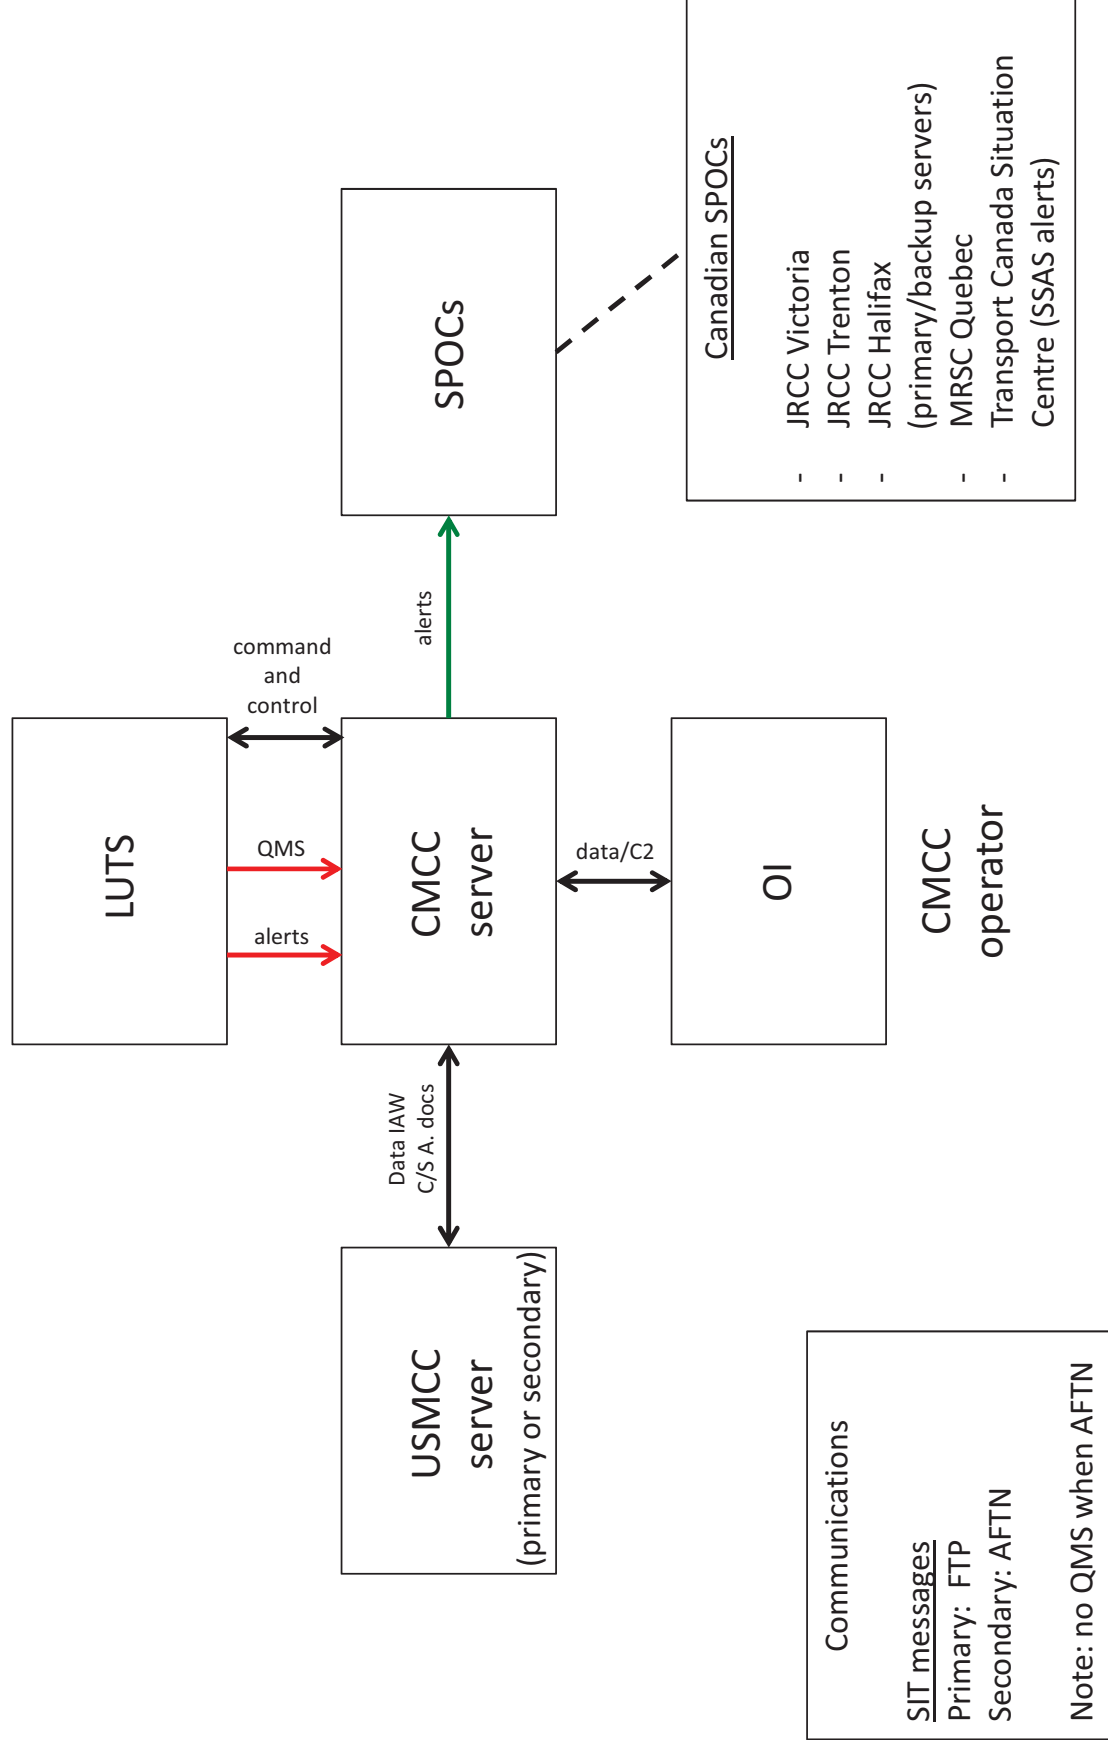 LUTS
alerts
QMS
command
and
control
USMCC
server
(primary or secondary)
Data IAW
C/S A. docs
CMCC
server
alerts
SPOCs
data/C2
OI
CMCC
operator
Communications
SIT messages
Primary: FTP
Secondary: AFTN
Note: no QMS when AFTN
Canadian SPOCs
- JRCC Victoria
- JRCC Trenton
- JRCC Halifax
(primary/backup servers)
- MRSC Quebec
- Transport Canada Situation
Centre (SSAS alerts)